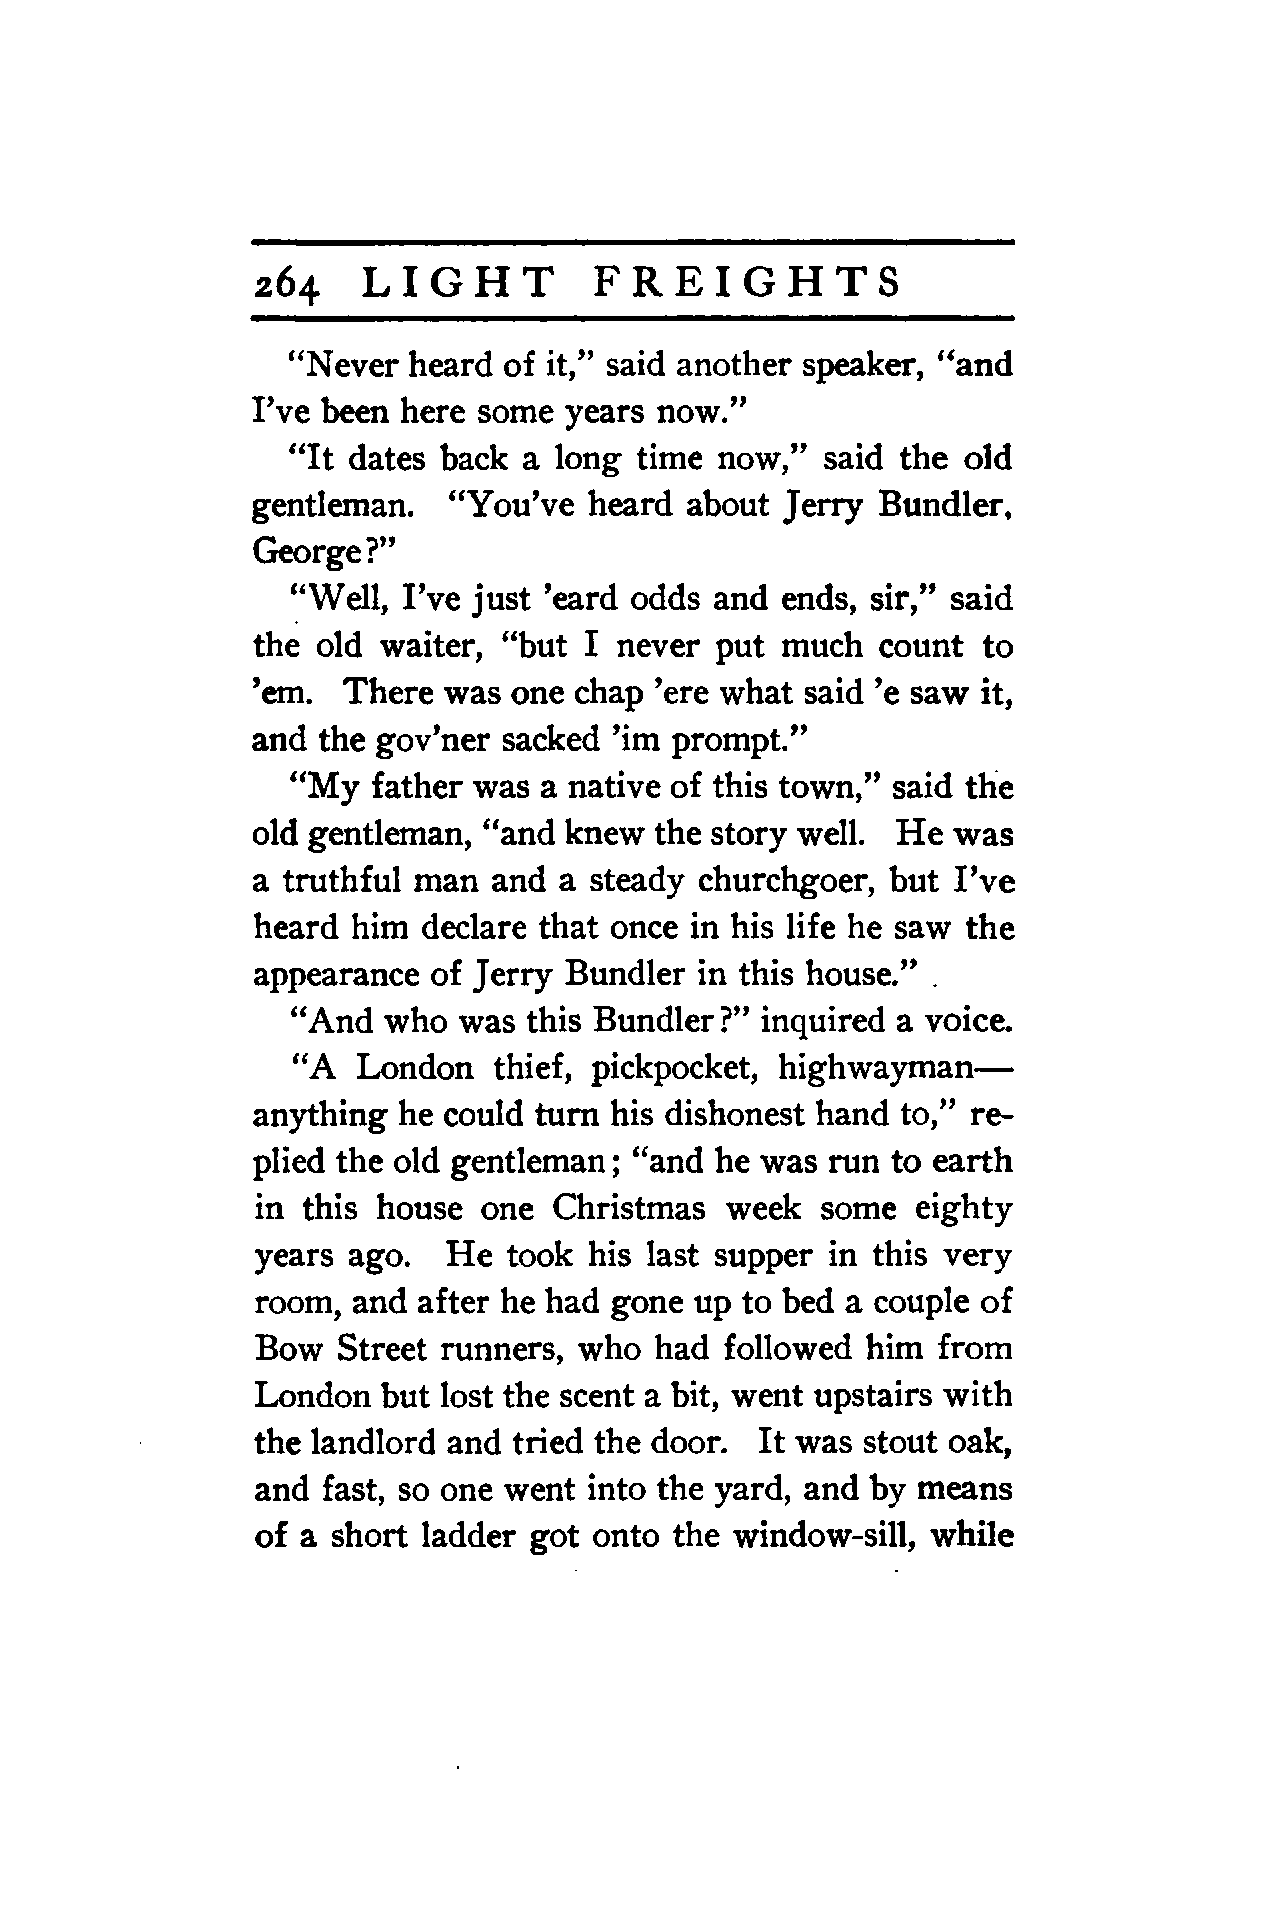 264 LIGHT FREIGHTS
“Never heard of it,” said another speaker, “and
I’ve been here some years now.”
“It dates back a long time now,” said the old
gentleman. “You’ve heard about Jerry Bundler,
George?”
“Well, I’ve just ’eard odds and ends, sir,” said
the old waiter, “but I never put much count to
’em. There was one chap ’ere what said ’e saw it,
and the gov’ner sacked ’im prompt.”
“My father was a native of this town,” said the
old gentleman, “and knew the story well. He was
a truthful man and a steady churchgoer, but I’ve
heard him declare that once in his life he saw the
appearance of Jerry Bundler in this house.”
“And who was this Bundler?” inquired a voice.
“A London thief, pickpocket, highwayman—
anything he could turn his dishonest hand to,” re-
plied the old gentleman; “and he was run to earth
in this house one Christmas week some eighty
years ago. He took his last supper in this very
room, and after he had gone up to bed a couple of
Bow Street runners, who had followed him from
London but lost the scent a bit, went upstairs with
the landlord and tried the door. It was stout oak,
and fast, so one went into the yard, and by means
of a short ladder got onto the window-sill, while